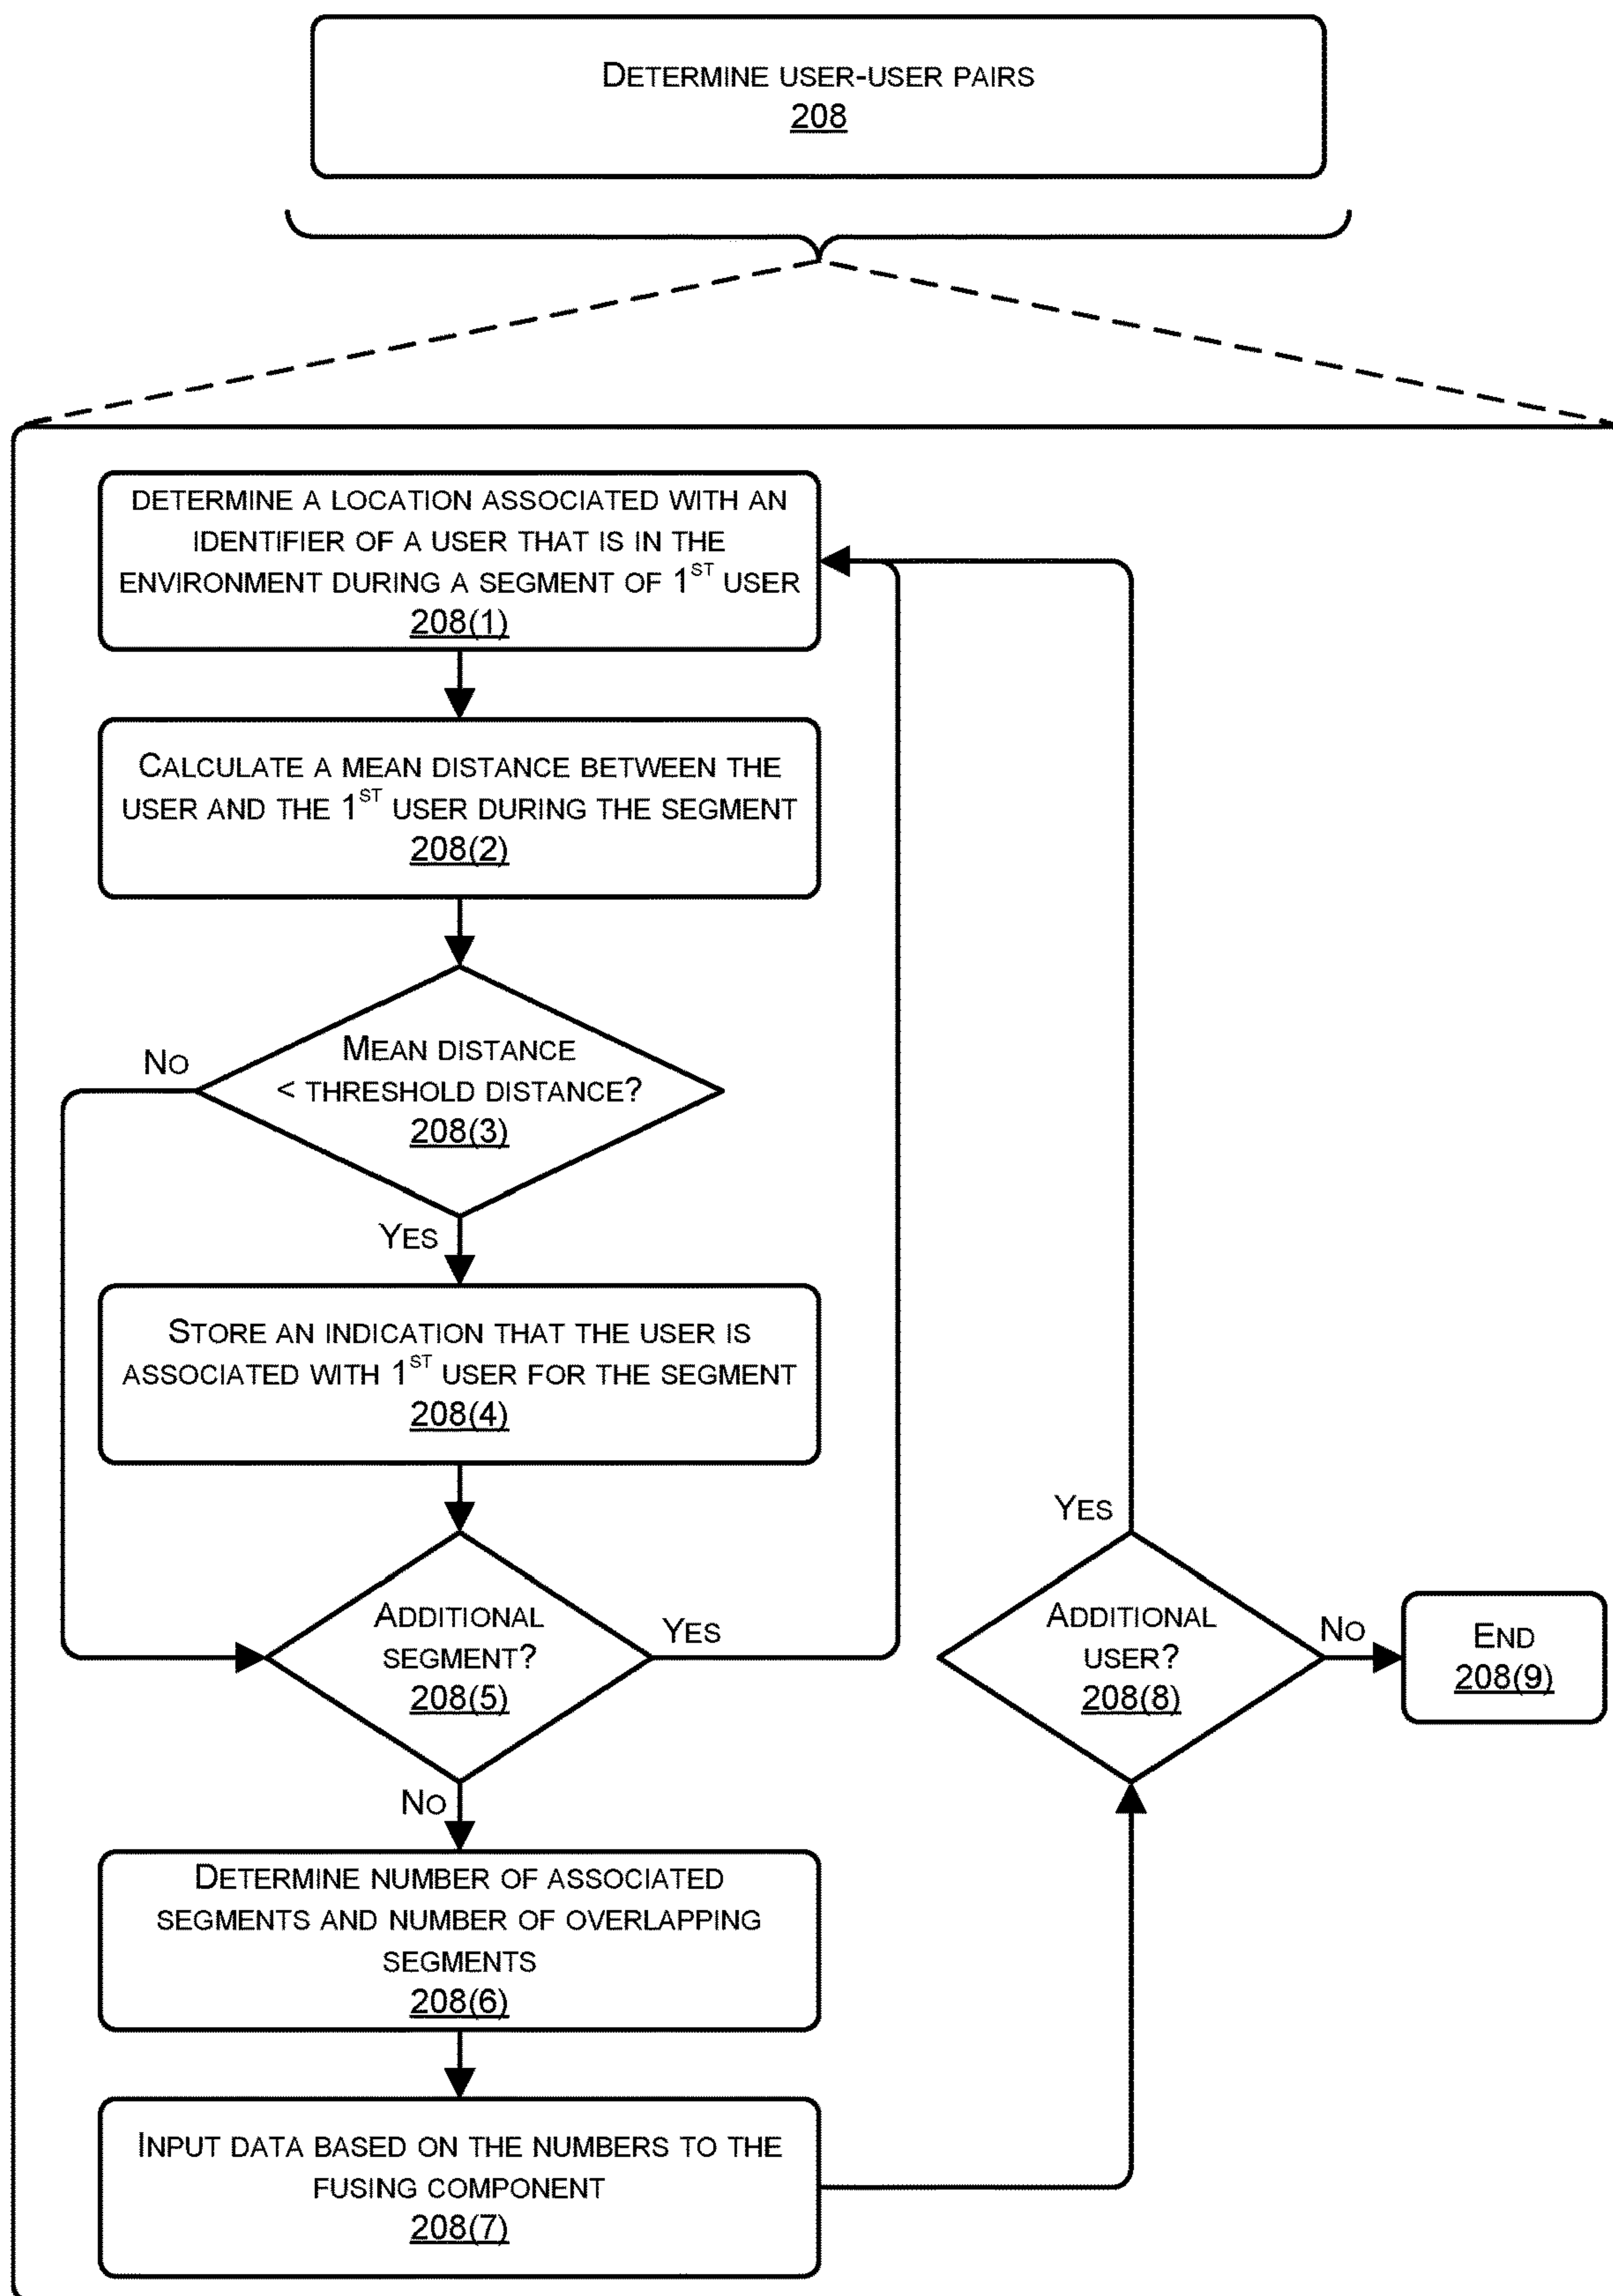 DETERMINE USER-USER PAIRS
208
DETERMINE A LOCATION ASSOCIATED WITH AN
IDENTIFIER OF A USER THAT IS IN THE
ENVIRONMENT DURING A SEGMENT OF 1ST USER
208(1)
CALCULATE A MEAN DISTANCE BETWEEN THE
USER AND THE 1ST USER DURING THE SEGMENT
208(2)
MEAN DISTANCE
< THRESHOLD DISTANCE?
208(3)
NO
YES
STORE AN INDICATION THAT THE USER IS
ASSOCIATED WITH 1ST USER FOR THE SEGMENT
208(4)
ADDITIONAL
SEGMENT?
208(5)
YES
NO
DETERMINE NUMBER OF ASSOCIATED
SEGMENTS AND NUMBER OF OVERLAPPING
SEGMENTS
208(6)
INPUT DATA BASED ON THE NUMBERS TO THE
FUSING COMPONENT
208(7)
YES
ADDITIONAL
USER?
208(8)
NO
END
208(9)